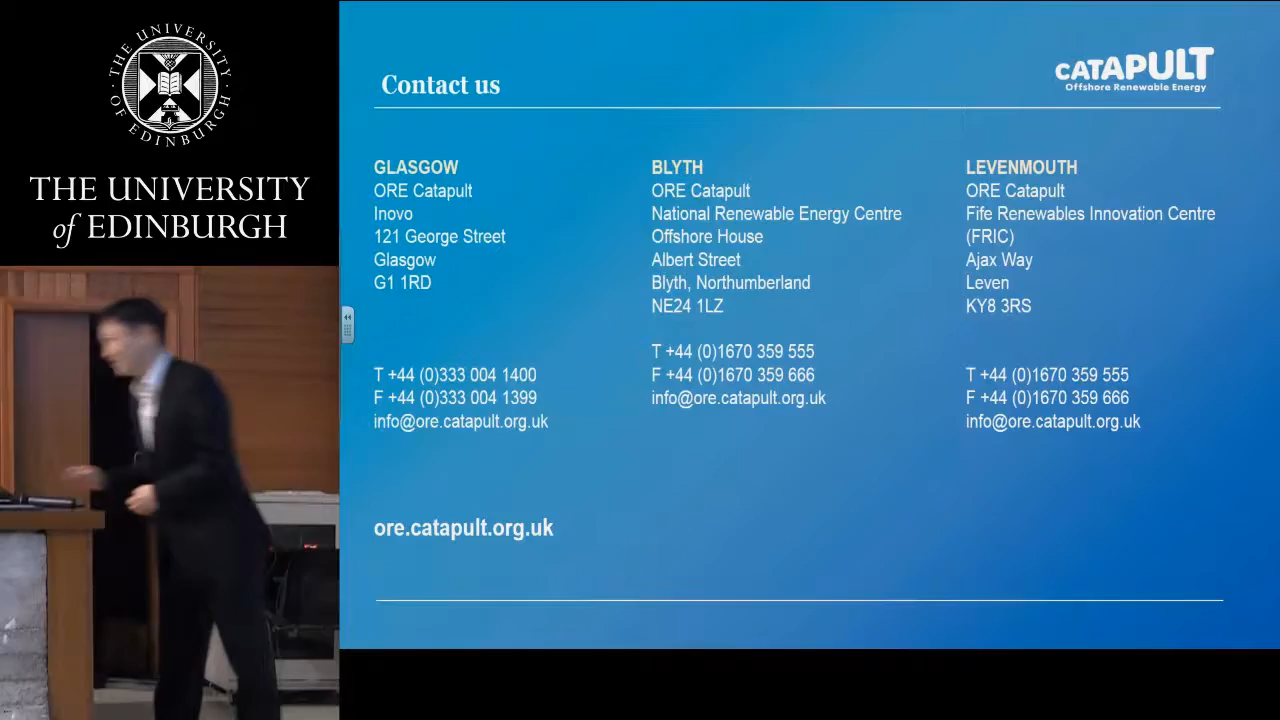 THE UNIVERSITY
OF EDINBURGH
THE UNIVERSITY
of EDINBURGH
Contact us
CATAPULT
Offshore Renewable Energy
GLASGOW
ORE Catapult
Inovo
121 George Street
Glasgow
G1 1RD
T +44 (0)333 004 1400
F +44 (0)333 004 1399
info@ore.catapult.org.uk
BLYTH
ORE Catapult
National Renewable Energy Centre
Offshore House
Albert Street
Blyth, Northumberland
NE24 1LZ
T +44 (0)1670 359 555
F +44 (0)1670 359 666
info@ore.catapult.org.uk
LEVENMOUTH
ORE Catapult
Fife Renewables Innovation Centre
(FRIC)
Ajax Way
Leven
KY8 3RS
T +44 (0)1670 359 555
F +44 (0)1670 359 666
info@ore.catapult.org.uk
ore.catapult.org.uk